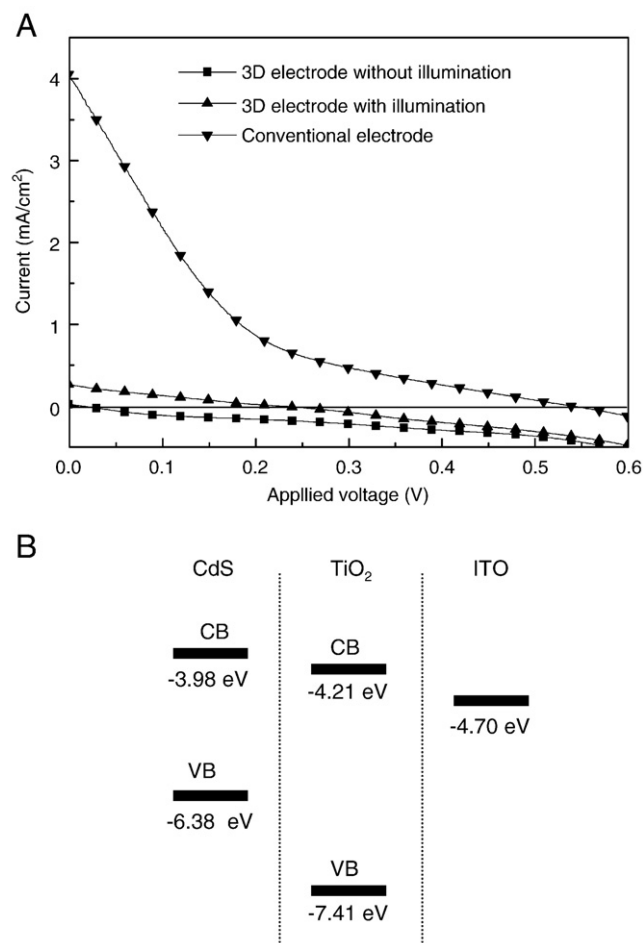 A
Current (mA/cm²)
4
3
2
1
0
3D electrode without illumination
3D electrode with illumination
Conventional electrode
0.0 0.1 0.2 0.3 0.4 0.5 0.6
Appllied voltage (V)
B
CdS TiO₂ ITO
CB CB
-3.98 eV -4.21 eV
-4.70 eV
VB
-6.38 eV
VB
-7.41 eV